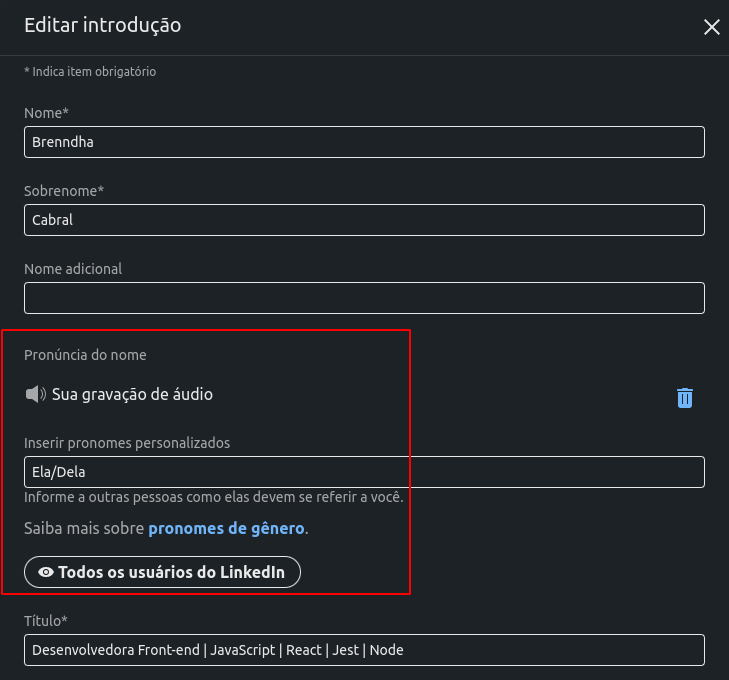 Editar introdução
* Indica item obrigatório
Nome*
Brenndha
Sobrenome*
Cabral
Nome adicional
Pronúncia do nome
Sua gravação de áudio
Inserir pronomes personalizados
Ela/Dela
Informe a outras pessoas como elas devem se referir a você.
Saiba mais sobre pronomes de gênero.
Todos os usuários do LinkedIn
Título*
Desenvolvedora Front-end | JavaScript | React | Jest | Node